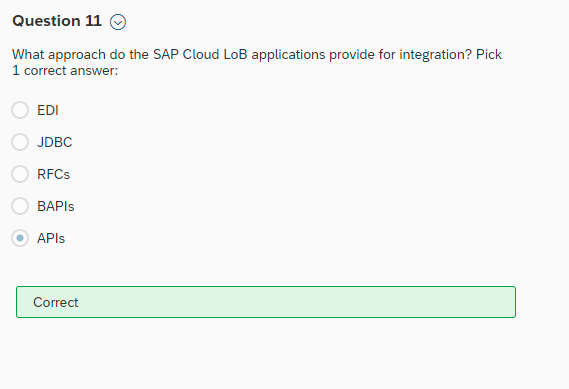 Question 11
What approach do the SAP Cloud LoB applications provide for integration? Pick
1 correct answer:
EDI
JDBC
RFCs
BAPIs
APIs
Correct